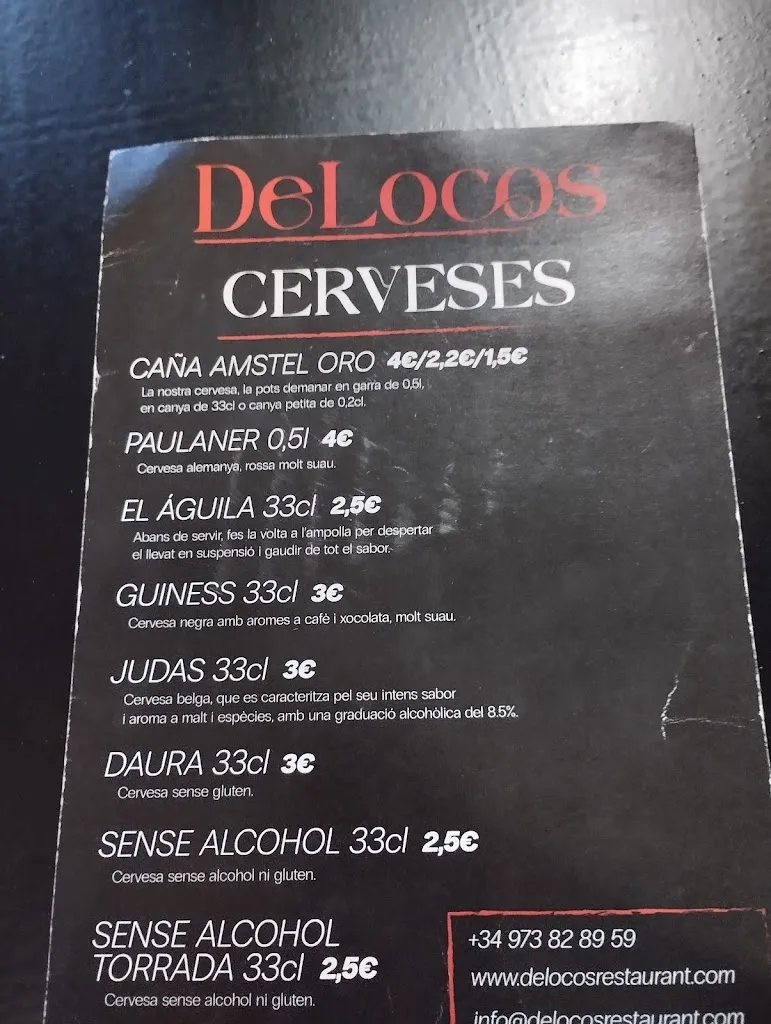 DeLocos
CERVESES
CAÑA AMSTEL ORO 4€/2,2€/1,5€
La nostra cervesa, la pots demanar en garra de 0,5l,
en canya de 33cl o canya petita de 0,2cl.
PAULANER 0,5l 4€
Cervesa alemanya, rossa molt suau.
EL ÁGUILA 33cl 2,5€
Abans de servir, fes la volta a l'ampolla per despertar
el llevat en suspensió i gaudir de tot el sabor.
GUINESS 33cl 3€
Cervesa negra amb aromes a cafè i xocolata, molt suau.
JUDAS 33cl 3€
Cervesa belga, que es caracteritza pel seu intens sabor
i aroma a malt i espècies, amb una graduació alcohòlica del 8.5%.
DAURA 33cl 3€
Cervesa sense gluten.
SENSE ALCOHOL 33cl 2,5€
Cervesa sense alcohol ni gluten.
SENSE ALCOHOL
TORRADA 33cl 2,5€
Cervesa sense alcohol ni gluten.
+34 973 82 89 59
www.delocosrestaurant.com
info@delocosrestaurant.com